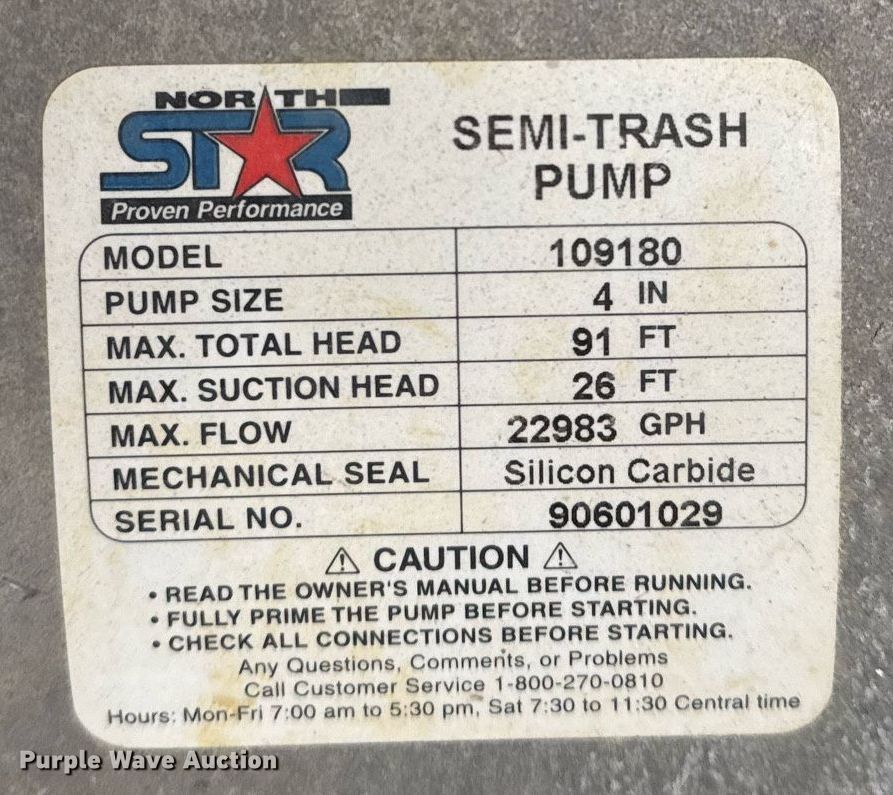 NORTH
STAR
Proven Performance
SEMI-TRASH
PUMP
MODEL 109180
PUMP SIZE 4 IN
MAX. TOTAL HEAD 91 FT
MAX. SUCTION HEAD 26 FT
MAX. FLOW 22983 GPH
MECHANICAL SEAL Silicon Carbide
SERIAL NO. 90601029
⚠ CAUTION ⚠
• READ THE OWNER'S MANUAL BEFORE RUNNING.
• FULLY PRIME THE PUMP BEFORE STARTING.
• CHECK ALL CONNECTIONS BEFORE STARTING.
Any Questions, Comments, or Problems
Call Customer Service 1-800-270-0810
Hours: Mon-Fri 7:00 am to 5:30 pm, Sat 7:30 to 11:30 Central time
Purple Wave Auction